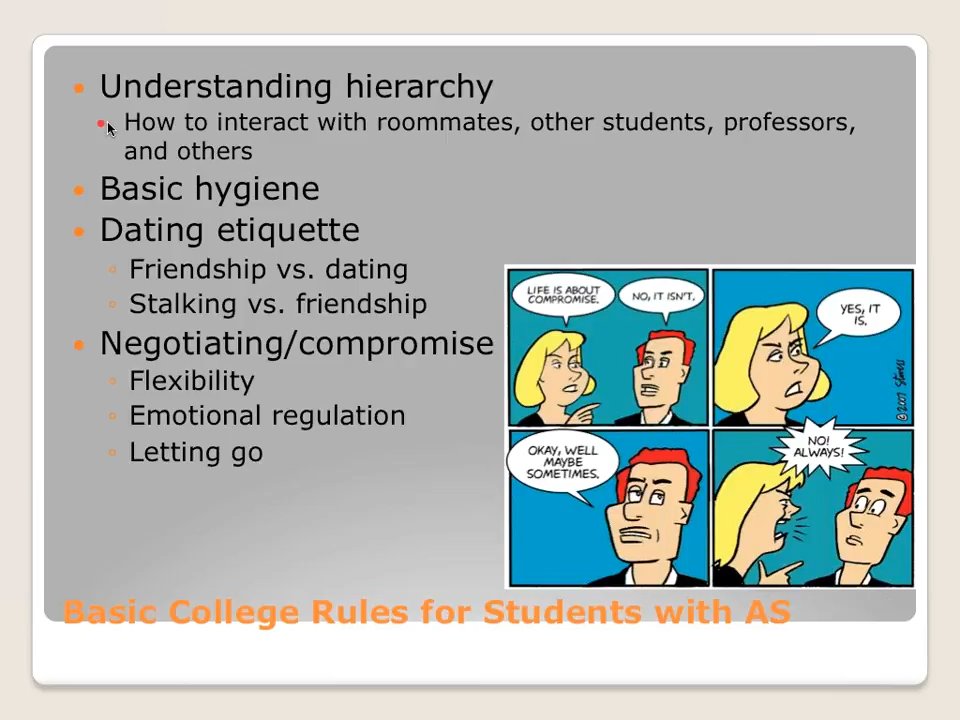 Understanding hierarchy
How to interact with roommates, other students, professors,
and others
Basic hygiene
Dating etiquette
Friendship vs. dating
Stalking vs. friendship
Negotiating/compromise
Flexibility
Emotional regulation
Letting go
LIFE IS ABOUT
COMPROMISE.
NO, IT ISN'T.
YES, IT
IS.
©2007 Stivers
OKAY, WELL
MAYBE
SOMETIMES.
NO!
ALWAYS!
Basic College Rules for Students with AS